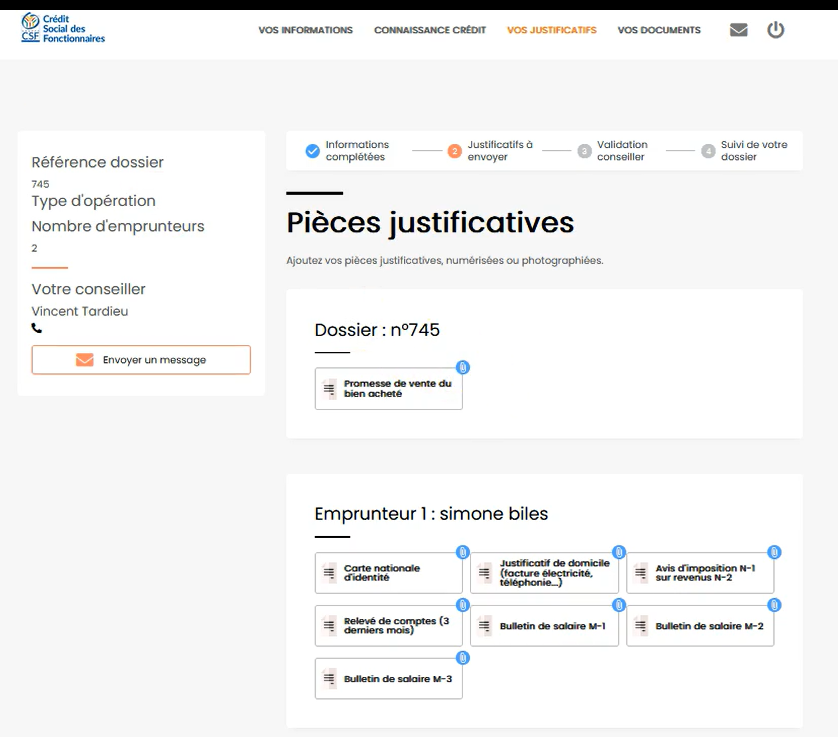 Crédit
Social des
CSF Fonctionnaires
VOS INFORMATIONS CONNAISSANCE CRÉDIT VOS JUSTIFICATIFS VOS DOCUMENTS
Référence dossier
745
Type d'opération
Nombre d'emprunteurs
2
Votre conseiller
Vincent Tardieu
Envoyer un message
Informations
complétées
2 Justificatifs à
envoyer
3 Validation
conseiller
4 Suivi de votre
dossier
Pièces justificatives
Ajoutez vos pièces justificatives, numérisées ou photographiées.
Dossier : n°745
Promesse de vente du
bien acheté
Emprunteur 1 : simone biles
Carte nationale
d'identité
Justificatif de domicile
(facture électricité,
téléphonie...)
Avis d'imposition N-1
sur revenus N-2
Relevé de comptes (3
derniers mois)
Bulletin de salaire M-1
Bulletin de salaire M-2
Bulletin de salaire M-3